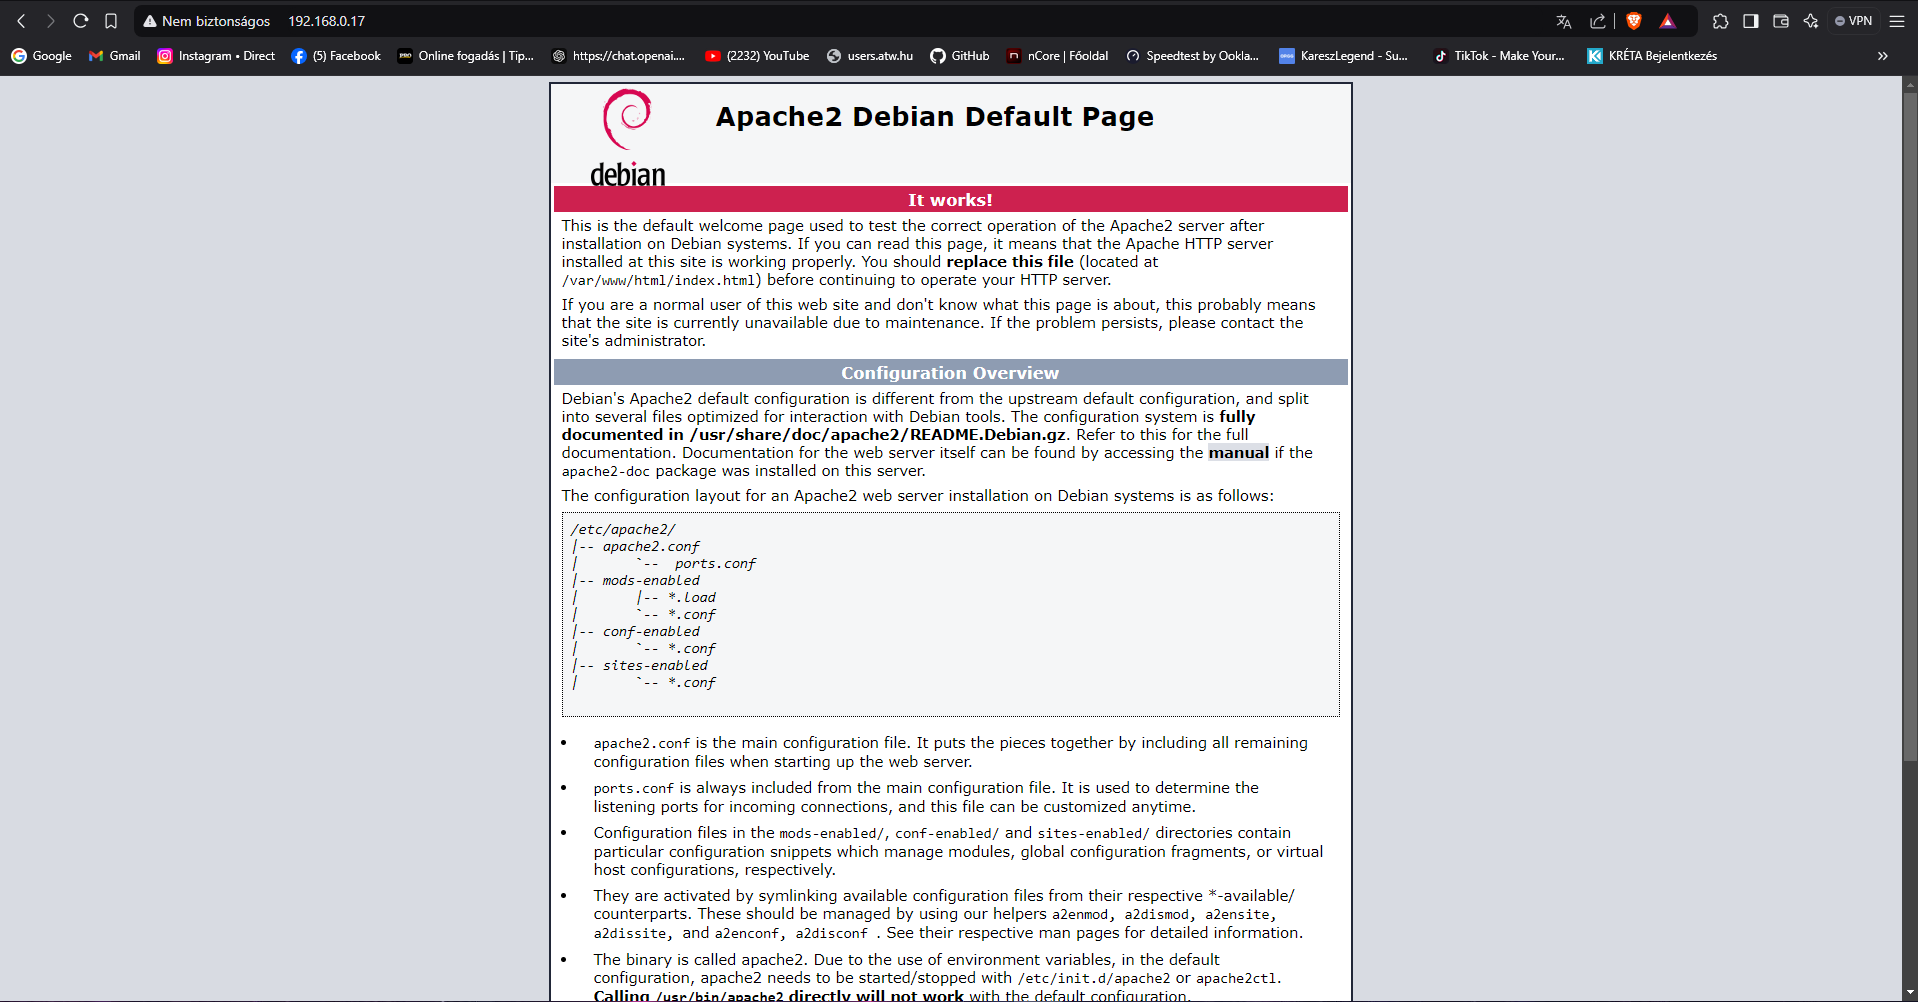 Nem biztonságos 192.168.0.17 VPN
Google Gmail Instagram • Direct (5) Facebook Online fogadás | Tip... https://chat.openai.... (2232) YouTube users.atw.hu GitHub nCore | Főoldal Speedtest by Ookla... KareszLegend - Su... TikTok - Make Your... KRÉTA Bejelentkezés »
debian
Apache2 Debian Default Page
It works!
This is the default welcome page used to test the correct operation of the Apache2 server after
installation on Debian systems. If you can read this page, it means that the Apache HTTP server
installed at this site is working properly. You should replace this file (located at
/var/www/html/index.html) before continuing to operate your HTTP server.
If you are a normal user of this web site and don't know what this page is about, this probably means
that the site is currently unavailable due to maintenance. If the problem persists, please contact the
site's administrator.
Configuration Overview
Debian's Apache2 default configuration is different from the upstream default configuration, and split
into several files optimized for interaction with Debian tools. The configuration system is fully
documented in /usr/share/doc/apache2/README.Debian.gz. Refer to this for the full
documentation. Documentation for the web server itself can be found by accessing the manual if the
apache2-doc package was installed on this server.
The configuration layout for an Apache2 web server installation on Debian systems is as follows:
/etc/apache2/
|-- apache2.conf
|       `--  ports.conf
|-- mods-enabled
|       |-- *.load
|       `-- *.conf
|-- conf-enabled
|       `-- *.conf
|-- sites-enabled
|       `-- *.conf
• apache2.conf is the main configuration file. It puts the pieces together by including all remaining
configuration files when starting up the web server.
• ports.conf is always included from the main configuration file. It is used to determine the
listening ports for incoming connections, and this file can be customized anytime.
• Configuration files in the mods-enabled/, conf-enabled/ and sites-enabled/ directories contain
particular configuration snippets which manage modules, global configuration fragments, or virtual
host configurations, respectively.
• They are activated by symlinking available configuration files from their respective *-available/
counterparts. These should be managed by using our helpers a2enmod, a2dismod, a2ensite,
a2dissite, and a2enconf, a2disconf . See their respective man pages for detailed information.
• The binary is called apache2. Due to the use of environment variables, in the default
configuration, apache2 needs to be started/stopped with /etc/init.d/apache2 or apache2ctl.
Calling /usr/bin/apache2 directly will not work with the default configuration.